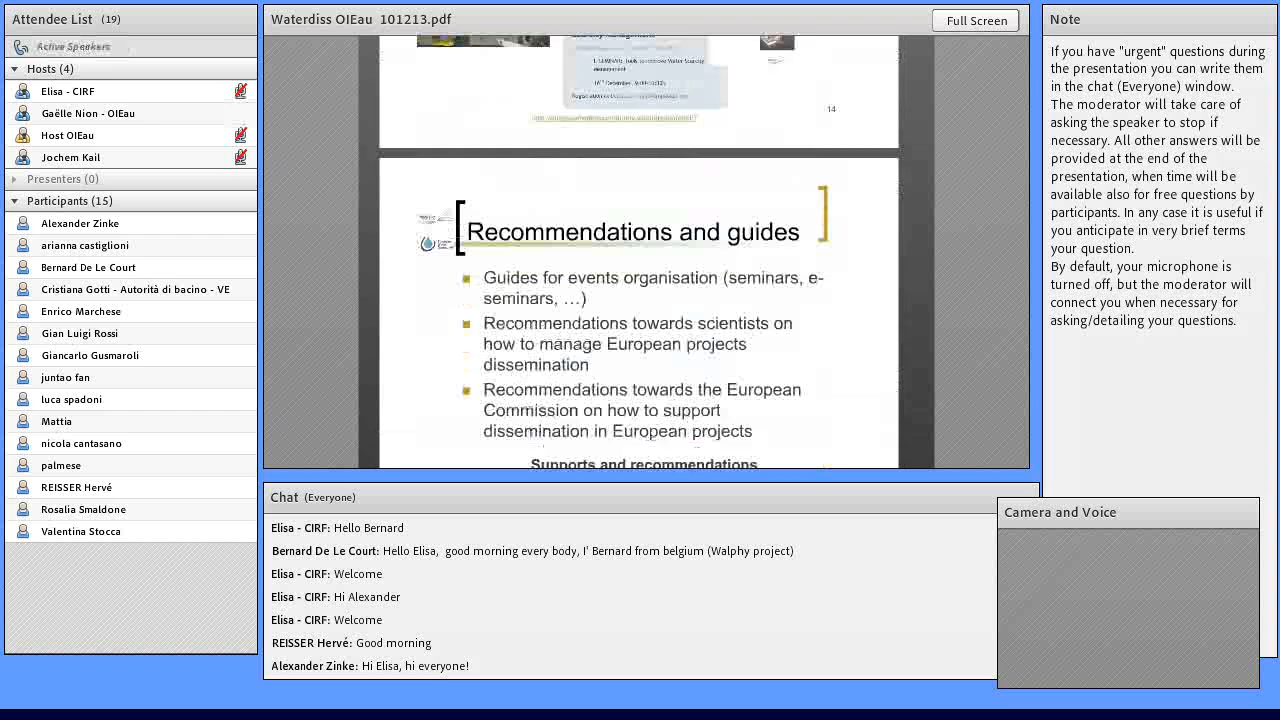 Attendee List (19)
Active Speakers
Hosts (4)
Elisa - CIRF
Gaëlle Nion - OIEau
Host OIEau
Jochem Kail
Presenters (0)
Participants (15)
Alexander Zinke
arianna castiglioni
Bernard De Le Court
Cristiana Gotti - Autorità di bacino - VE
Enrico Marchese
Gian Luigi Rossi
Giancarlo Gusmaroli
juntao fan
luca spadoni
Mattia
nicola cantasano
palmese
REISSER Hervé
Rosalia Smaldone
Valentina Stocca
Waterdiss OIEau 101213.pdf
Full Screen
14
Recommendations and guides
Guides for events organisation (seminars, e-
seminars, …)
Recommendations towards scientists on
how to manage European projects
dissemination
Recommendations towards the European
Commission on how to support
dissemination in European projects
Supports and recommendations
Chat (Everyone)
Elisa - CIRF: Hello Bernard
Bernard De Le Court: Hello Elisa, good morning every body, I' Bernard from belgium (Walphy project)
Elisa - CIRF: Welcome
Elisa - CIRF: Hi Alexander
Elisa - CIRF: Welcome
REISSER Hervé: Good morning
Alexander Zinke: Hi Elisa, hi everyone!
Note
If you have "urgent" questions during
the presentation you can write them
in the chat (Everyone) window.
The moderator will take care of
asking the speaker to stop if
necessary. All other answers will be
provided at the end of the
presentation, when time will be
available also for free questions by
participants. In any case it is useful if
you anticipate in very brief terms
your question.
By default, your microphone is
turned off, but the moderator will
connect you when necessary for
asking/detailing your questions.
Camera and Voice